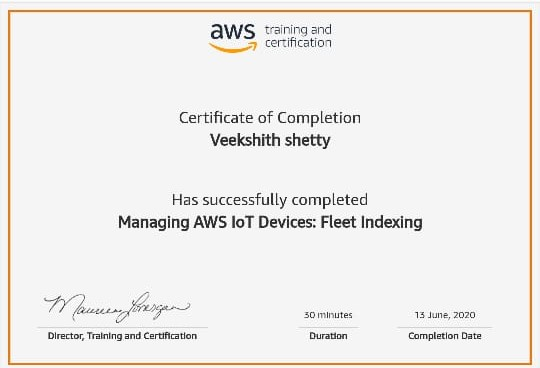 aws training and
certification
Certificate of Completion
Veekshith shetty
Has successfully completed
Managing AWS IoT Devices: Fleet Indexing
30 minutes
13 June, 2020
Director, Training and Certification
Duration
Completion Date